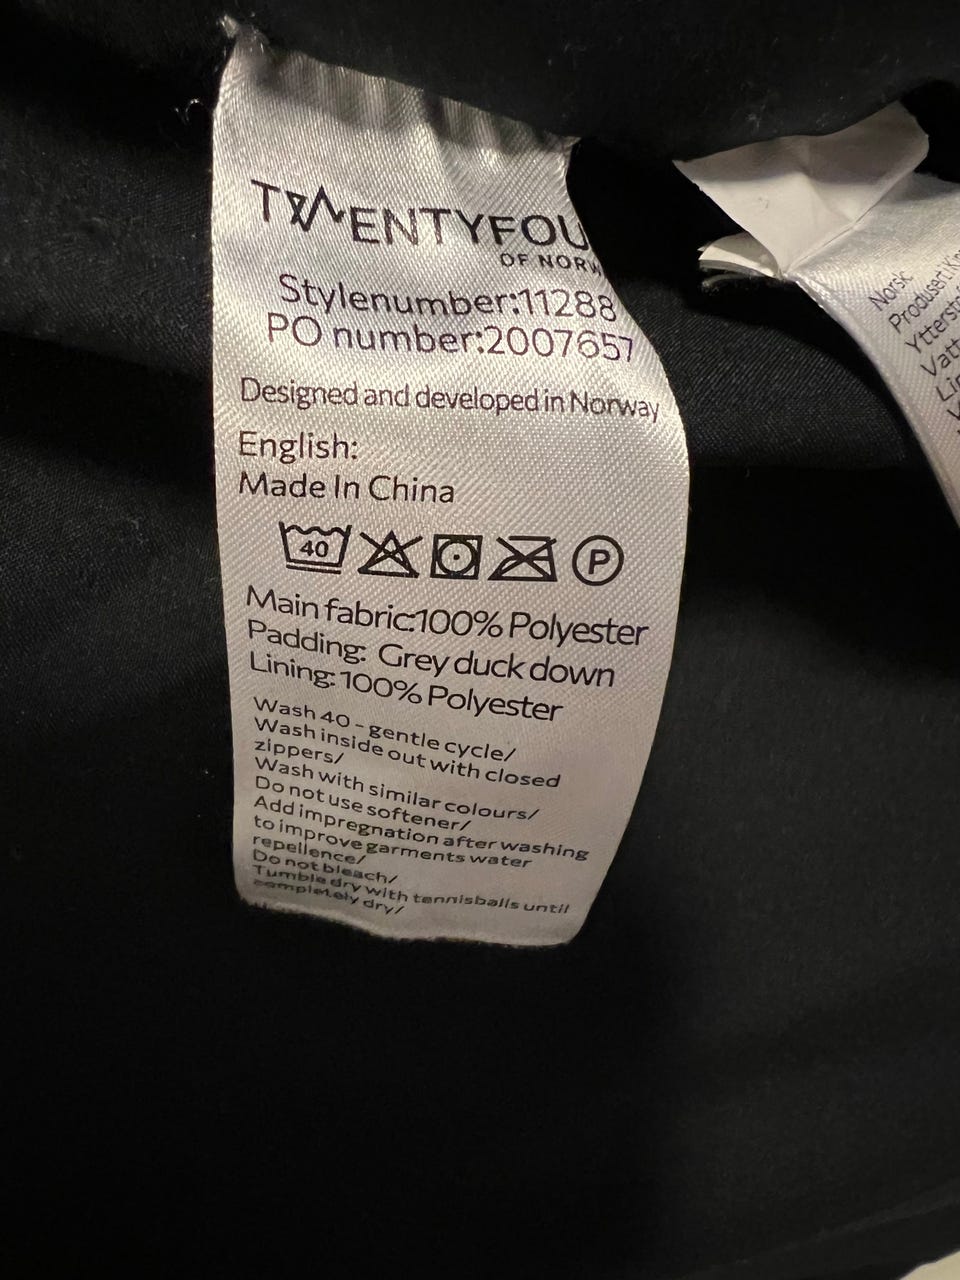 TWENTYFOU
OF NORW
Stylenumber:11288
PO number:2007657
Designed and developed in Norway
English:
Made In China
40
P
Main fabric:100% Polyester
Padding: Grey duck down
Lining: 100% Polyester
Wash 40 - gentle cycle/
Wash inside out with closed
zippers/
Wash with similar colours/
Do not use softener/
Add impregnation after washing
to improve garments water
repellence/
Do not bleach/
Tumble dry with tennisballs until
completely dry/
Norsk
Produsert